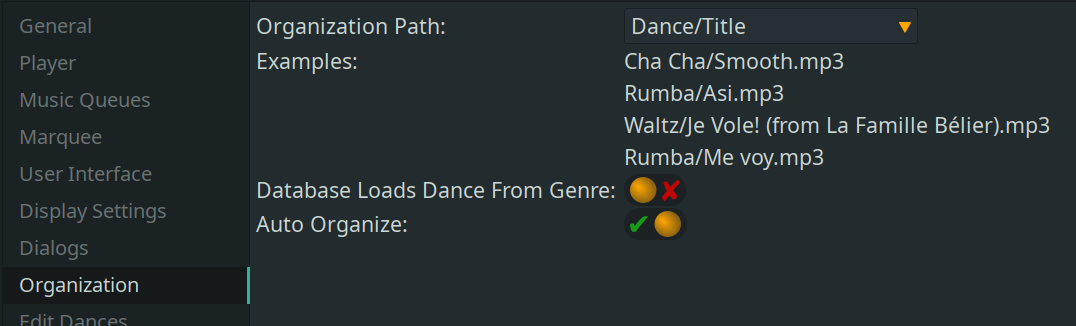 General
Player
Music Queues
Marquee
User Interface
Display Settings
Dialogs
Organization
Edit Dances
Organization Path: Dance/Title
Examples: Cha Cha/Smooth.mp3
Rumba/Asi.mp3
Waltz/Je Vole! (from La Famille Bélier).mp3
Rumba/Me voy.mp3
Database Loads Dance From Genre:
Auto Organize: